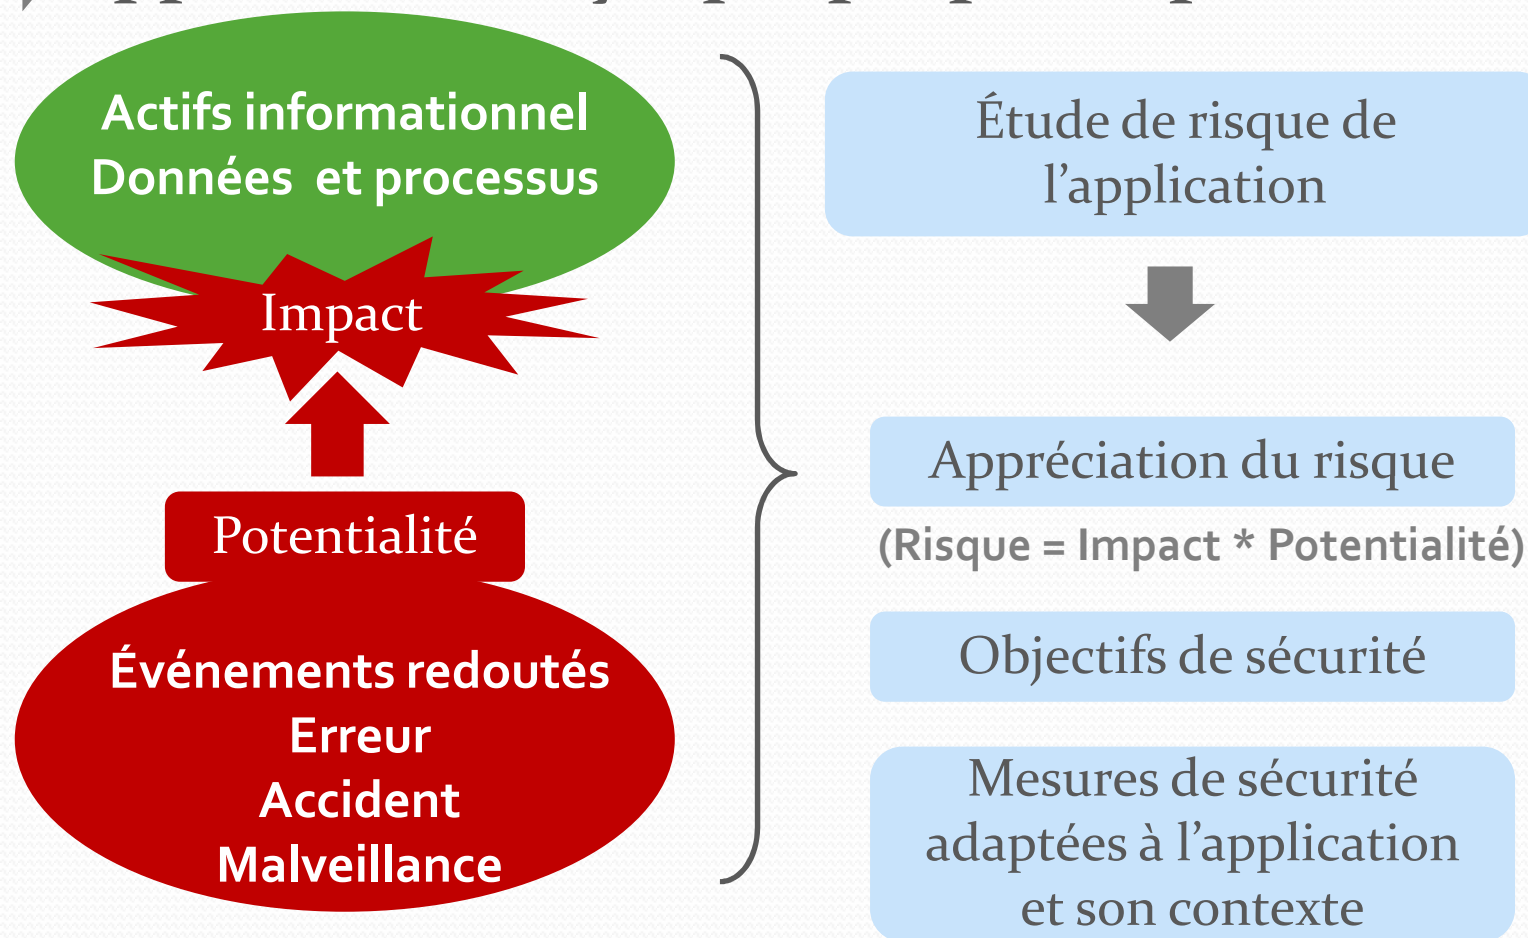 Actifs informationnel
Données et processus
Impact
Potentialité
Événements redoutés
Erreur
Accident
Malveillance
Étude de risque de
l’application
Appréciation du risque
(Risque = Impact * Potentialité)
Objectifs de sécurité
Mesures de sécurité
adaptées à l’application
et son contexte